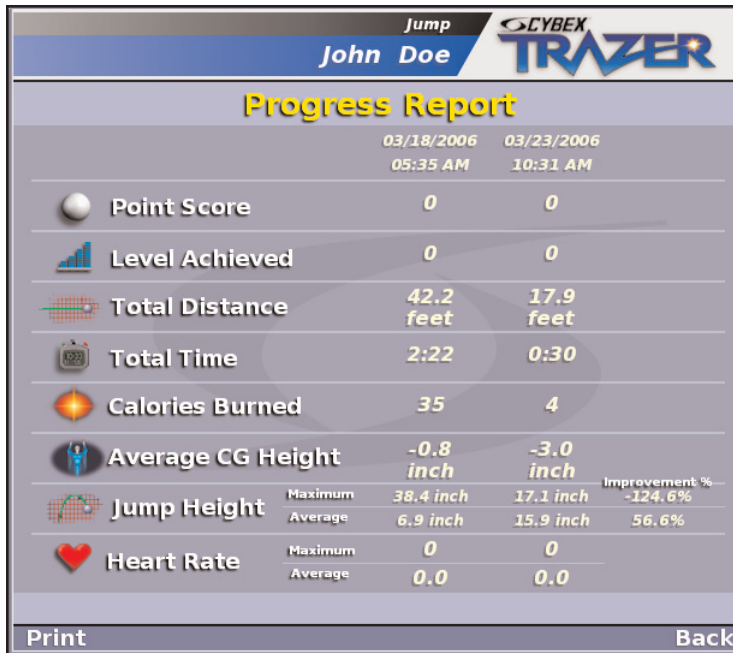 Jump
CYBEX
John Doe
TRAZER
Progress Report
03/18/2006 03/23/2006
05:35 AM 10:31 AM
Point Score 0 0
Level Achieved 0 0
Total Distance 42.2 feet 17.9 feet
Total Time 2:22 0:30
Calories Burned 35 4
Average CG Height -0.8 inch -3.0 inch
Improvement %
Jump Height Maximum 38.4 inch 17.1 inch -124.6%
Average 6.9 inch 15.9 inch 56.6%
Heart Rate Maximum 0 0
Average 0.0 0.0
Print Back